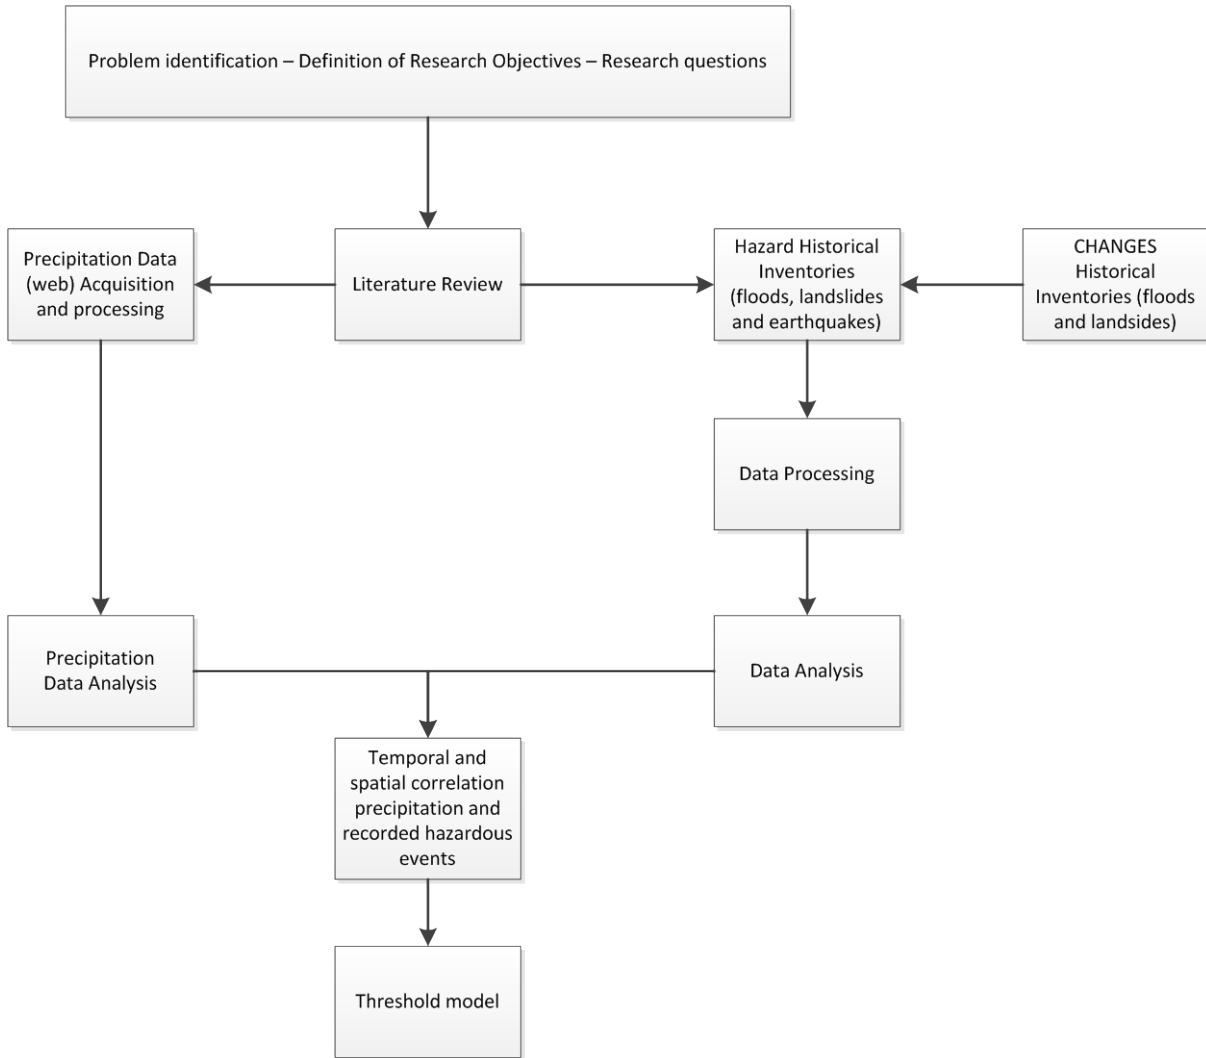 Problem identification – Definition of Research Objectives – Research questions
Precipitation Data
(web) Acquisition
and processing
Literature Review
Hazard Historical
Inventories
(floods, landslides
and earthquakes)
CHANGES
Historical
Inventories (floods
and landsides)
Data Processing
Precipitation
Data Analysis
Data Analysis
Temporal and
spatial correlation
precipitation and
recorded hazardous
events
Threshold model